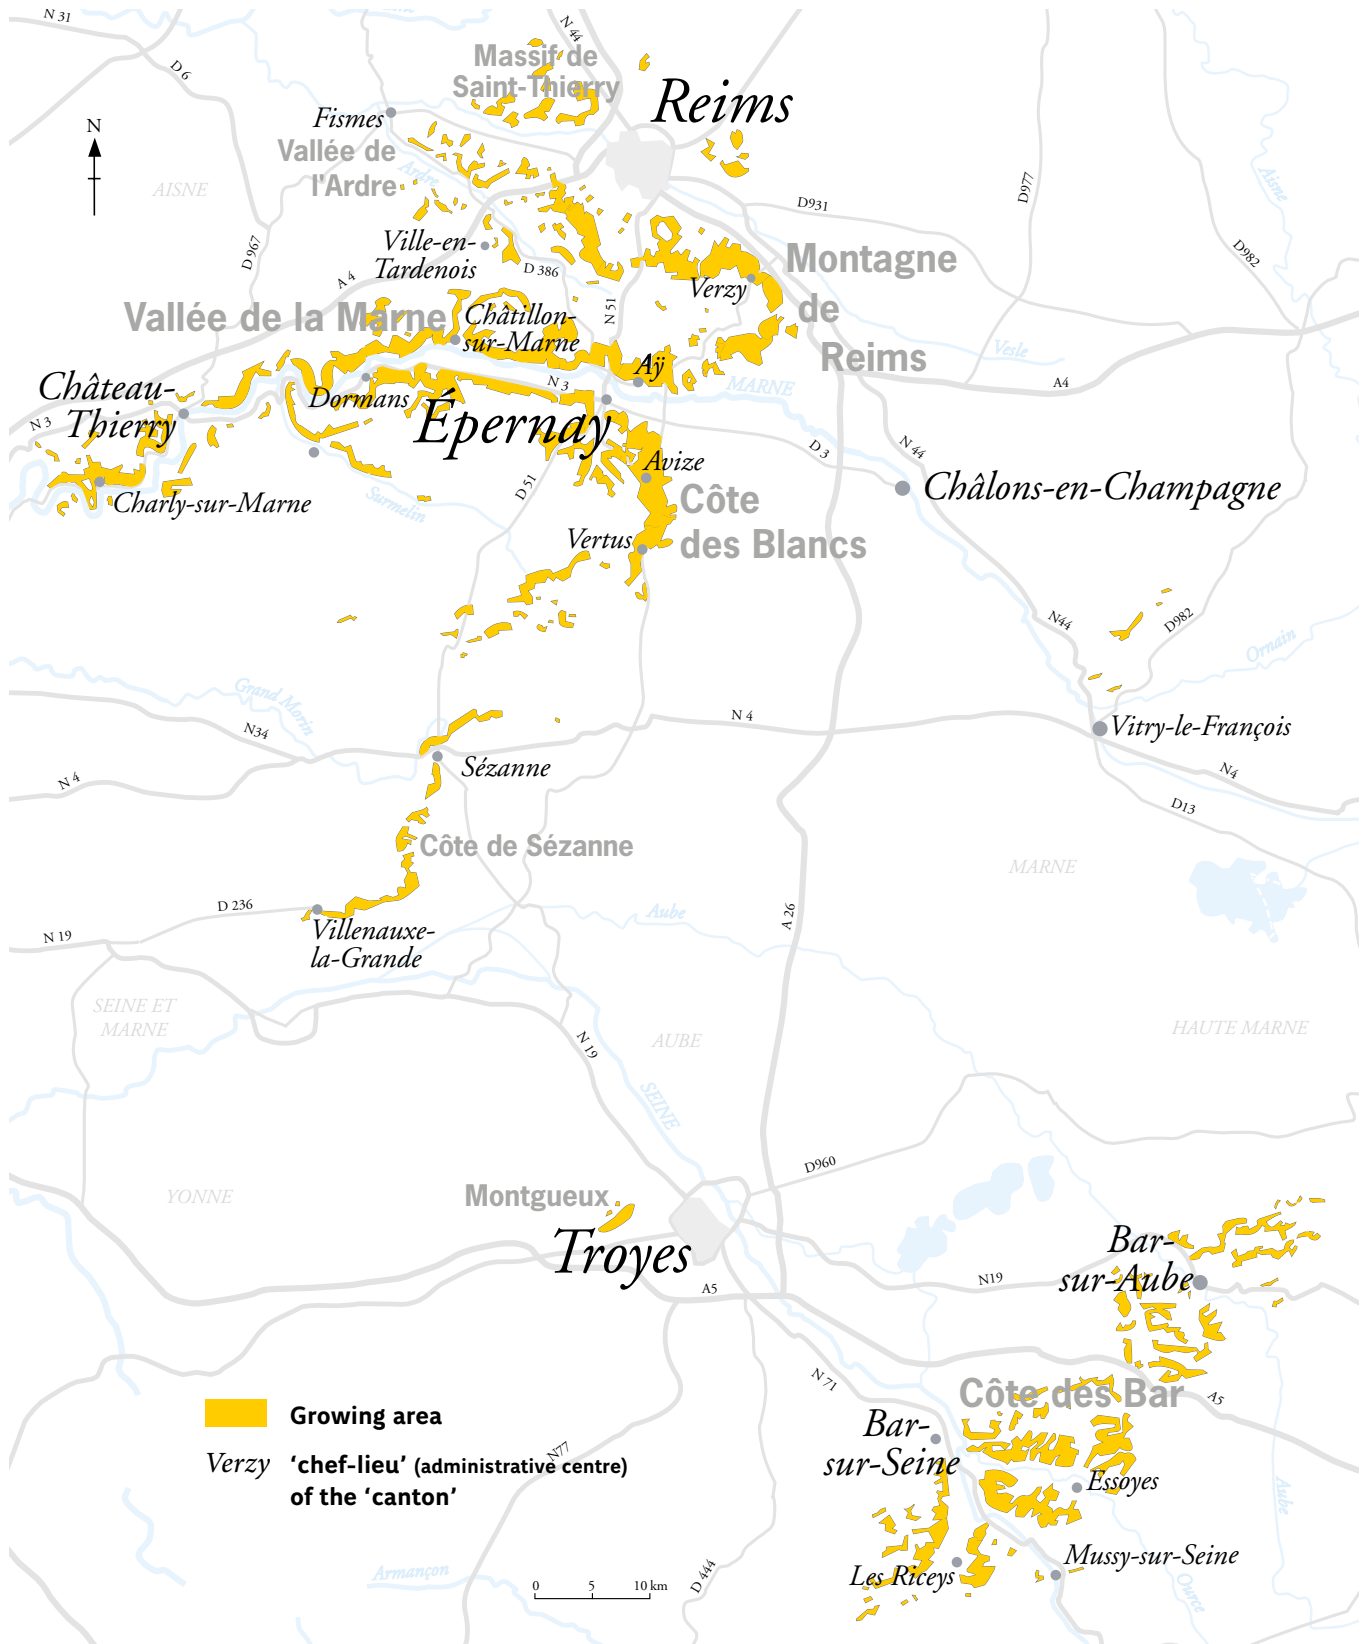 N 31
N 44
D 6
Massif de
Saint-Thierry
Reims
Fismes
N
Vallée de
l'Ardre
Ardre
AISNE
Aisne
D977
D931
D 967
Ville-en-
Tardenois
D 386
D982
A 4
Montagne
de
Reims
Verzy
N 51
Vallée de la Marne
Châtillon-
sur-Marne
Vesle
Aÿ
MARNE
A4
Château-
Thierry
N 3
Dormans
N 3
Épernay
D 3
N 44
Avize
D 51
Châlons-en-Champagne
Charly-sur-Marne
Surmelin
Côte
des Blancs
Vertus
N44
D982
Ornain
Grand Morin
N34
N 4
Vitry-le-François
N 4
Sézanne
N4
D13
Côte de Sézanne
MARNE
D 236
Aube
A 26
N 19
Villenauxe-
la-Grande
SEINE ET
MARNE
AUBE
HAUTE MARNE
N 19
SEINE
D960
YONNE
Montgueux
Troyes
Bar-
sur-Aube
N19
A5
N 71
Côte des Bar
A5
Growing area
Bar-
sur-Seine
Verzy
‘chef-lieu’ (administrative centre)
of the ‘canton’
N77
Essoyes
Aube
Mussy-sur-Seine
Les Riceys
Armançon
D 444
Ource
0 5 10 km